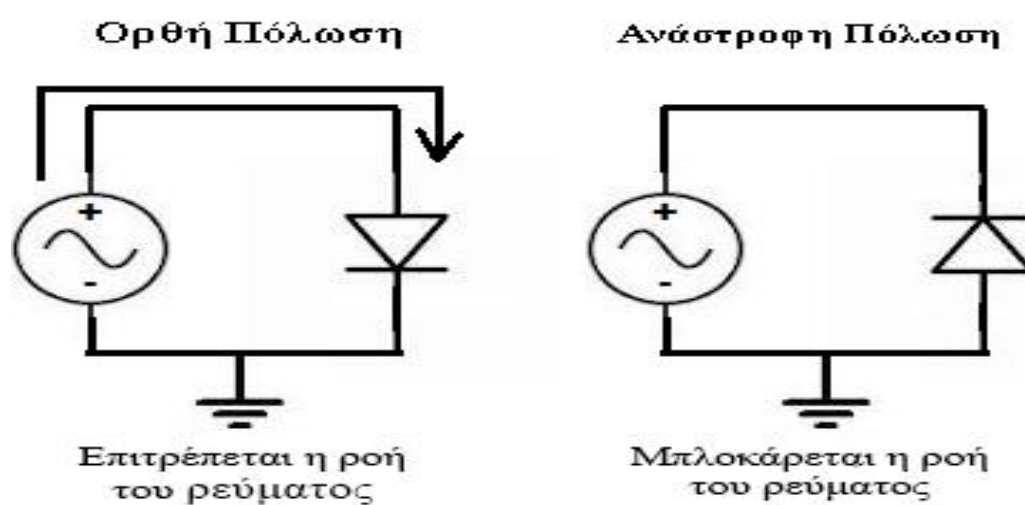 Ορθή Πόλωση
Ανάστροφη Πόλωση
+
-
+
-
Επιτρέπεται η ροή
του ρεύματος
Μπλοκάρεται η ροή
του ρεύματος